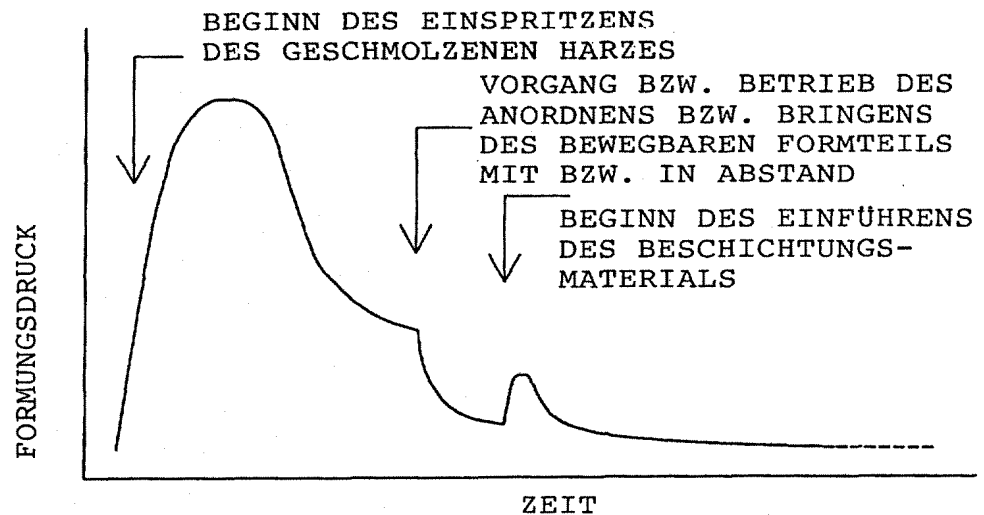 BEGINN DES EINSPRITZENS
DES GESCHMOLZENEN HARZES
VORGANG BZW. BETRIEB DES
ANORDNENS BZW. BRINGENS
DES BEWEGBAREN FORMTEILS
MIT BZW. IN ABSTAND
BEGINN DES EINFÜHRENS
DES BESCHICHTUNGS-
MATERIALS
FORMUNGSDRUCK
ZEIT